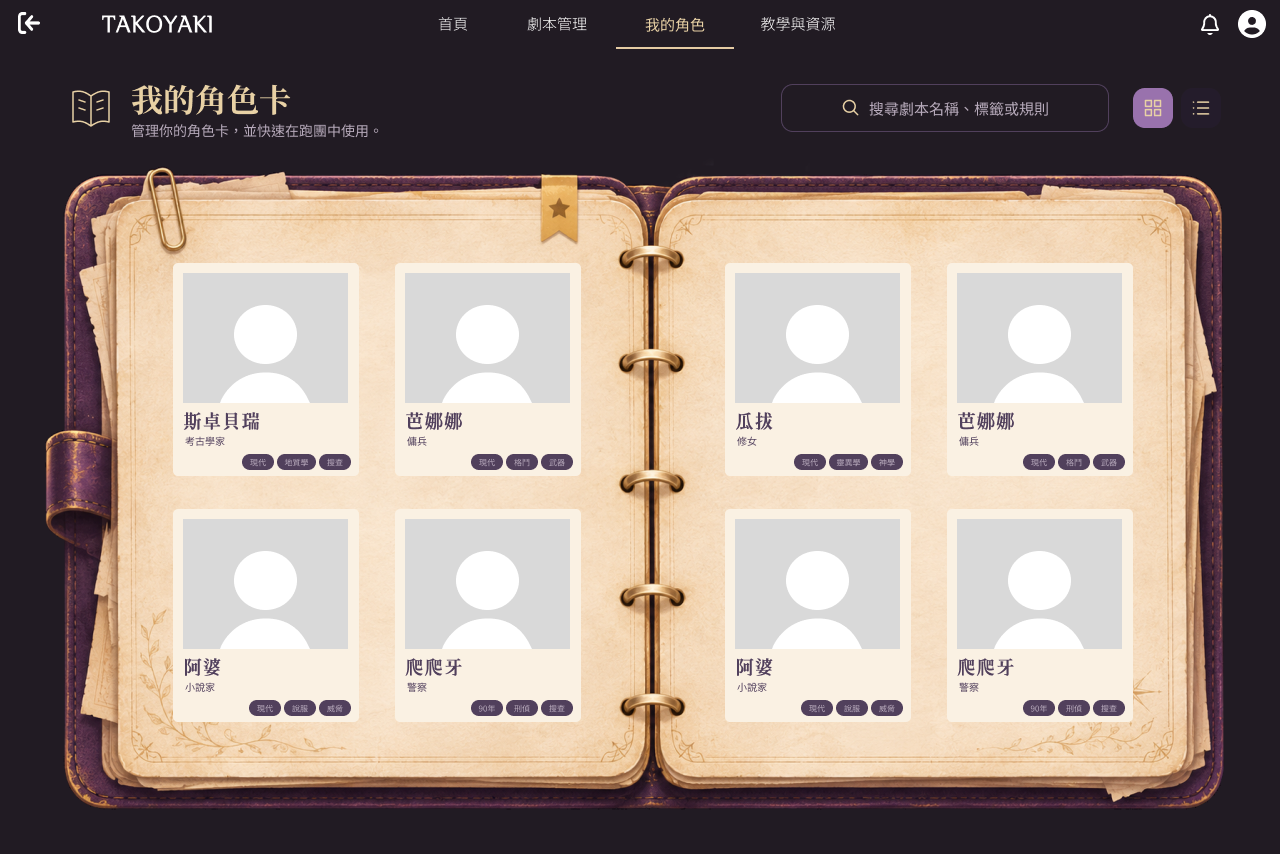 TAKOYAKI
首頁
劇本管理
我的角色
教學與資源
我的角色卡
管理你的角色卡，並快速在跑團中使用。
搜尋劇本名稱、標籤或規則
斯卓貝瑞
考古學家
現代 地質學 搜查
芭娜娜
傭兵
現代 格鬥 武器
瓜拔
修女
現代 靈異學 神學
芭娜娜
傭兵
現代 格鬥 武器
阿婆
小說家
現代 說服 威脅
爬爬牙
警察
90年 刑偵 搜查
阿婆
小說家
現代 說服 威脅
爬爬牙
警察
90年 刑偵 搜查